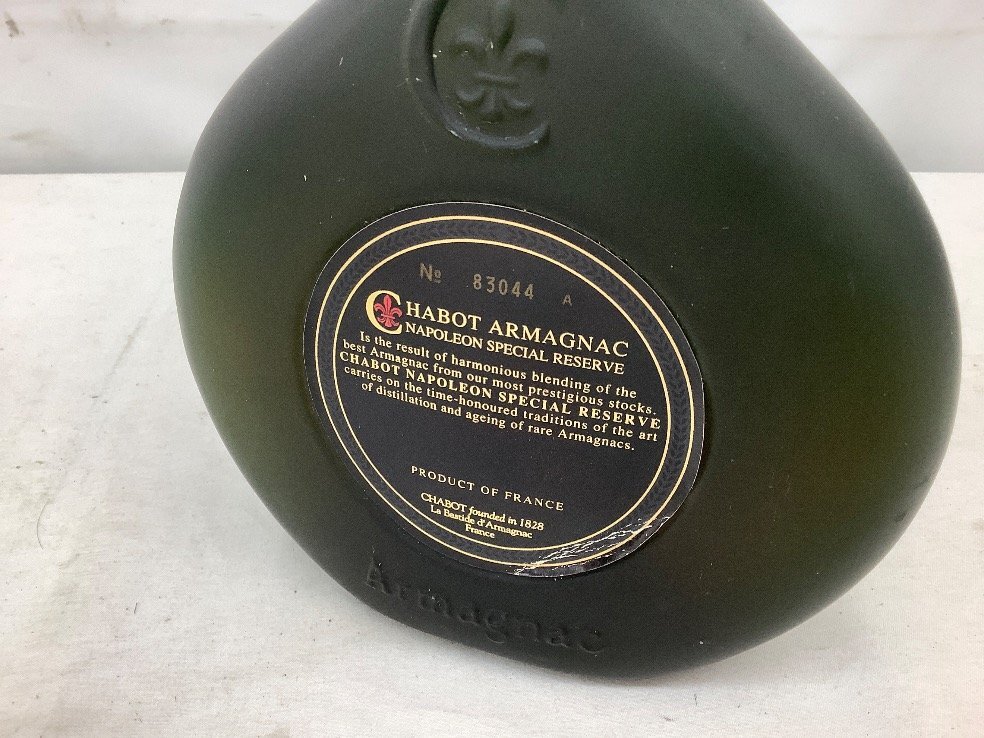 № 83044 A
CHABOT ARMAGNAC
NAPOLEON SPECIAL RESERVE
Is the result of harmonious blending of the
best Armagnac from our most prestigious stocks.
CHABOT NAPOLEON SPECIAL RESERVE
carries on the time-honoured traditions of the art
of distillation and ageing of rare Armagnacs.
PRODUCT OF FRANCE
CHABOT founded in 1828
La Bastide d'Armagnac
France
Armagnac